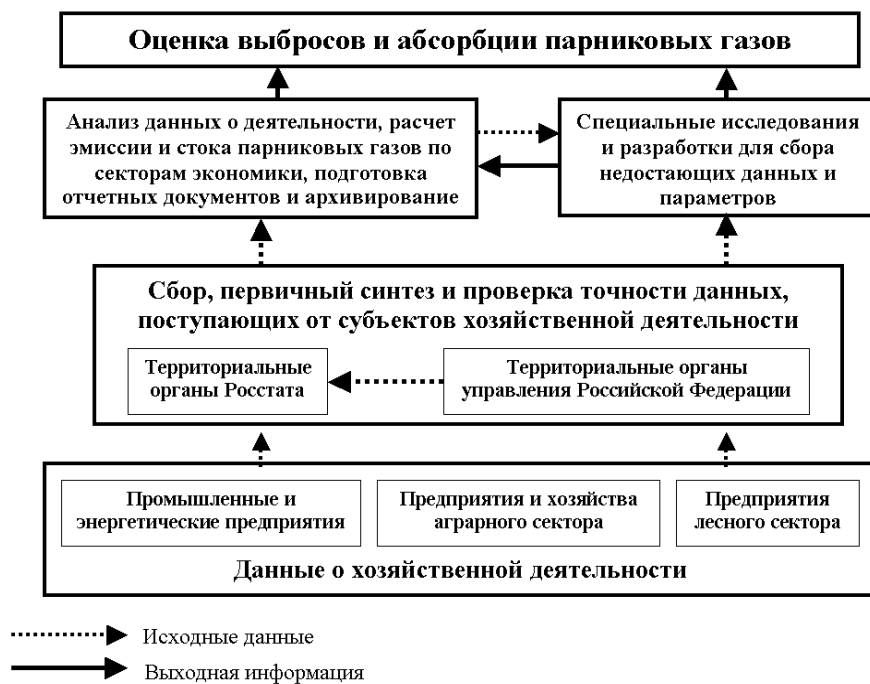 Оценка выбросов и абсорбции парниковых газов
Анализ данных о деятельности, расчет
эмиссии и стока парниковых газов по
секторам экономики, подготовка
отчетных документов и архивирование
Специальные исследования
и разработки для сбора
недостающих данных и
параметров
Сбор, первичный синтез и проверка точности данных,
поступающих от субъектов хозяйственной деятельности
Территориальные
органы Росстата
Территориальные органы
управления Российской Федерации
Промышленные и
энергетические предприятия
Предприятия и хозяйства
аграрного сектора
Предприятия
лесного сектора
Данные о хозяйственной деятельности
Исходные данные
Выходная информация